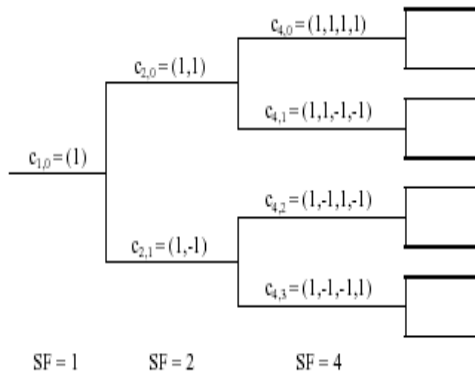 c4,0 = (1,1,1,1)
c2,0 = (1,1)
c4,1 = (1,1,-1,-1)
c1,0 = (1)
c4,2 = (1,-1,1,-1)
c2,1 = (1,-1)
c4,3 = (1,-1,-1,1)
SF = 1 SF = 2 SF = 4